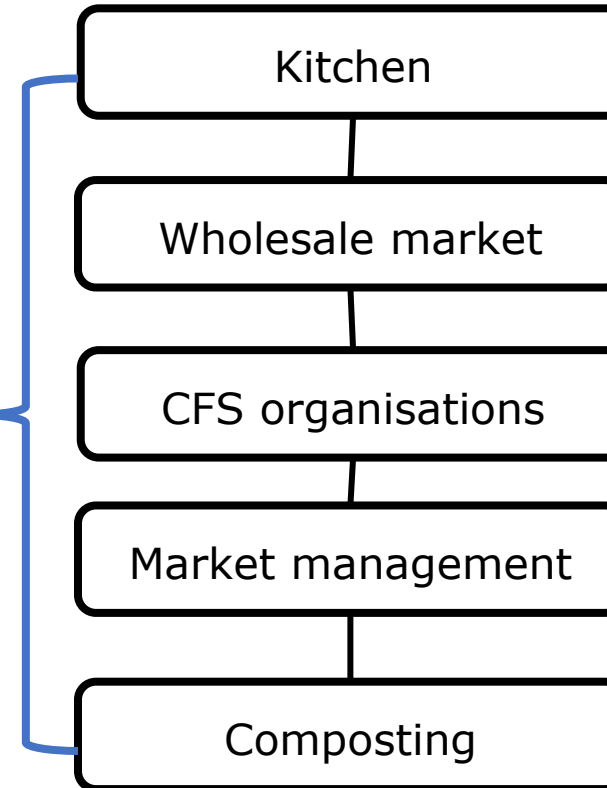 Kitchen
Wholesale market
CFS organisations
Market management
Composting